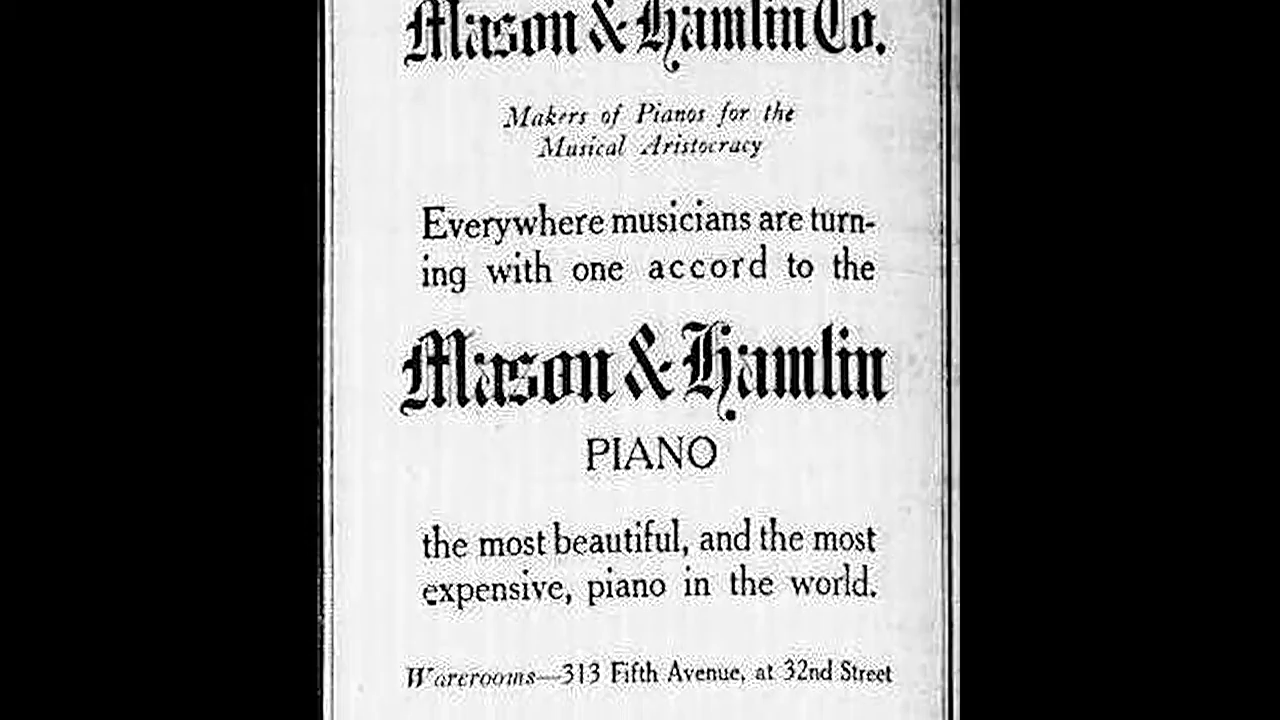 Mason & Hamlin Co.
Makers of Pianos for the
Musical Aristocracy
Everywhere musicians are turn-
ing with one accord to the
Mason & Hamlin
PIANO
the most beautiful, and the most
expensive, piano in the world.
Warerooms—313 Fifth Avenue, at 32nd Street